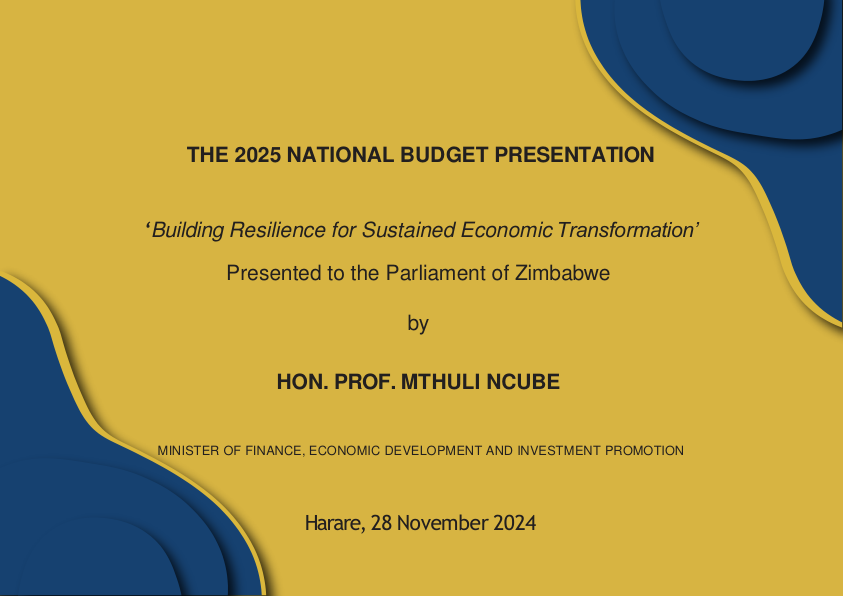 THE 2025 NATIONAL BUDGET PRESENTATION
‘Building Resilience for Sustained Economic Transformation’
Presented to the Parliament of Zimbabwe
by
HON. PROF. MTHULI NCUBE
MINISTER OF FINANCE, ECONOMIC DEVELOPMENT AND INVESTMENT PROMOTION
Harare, 28 November 2024